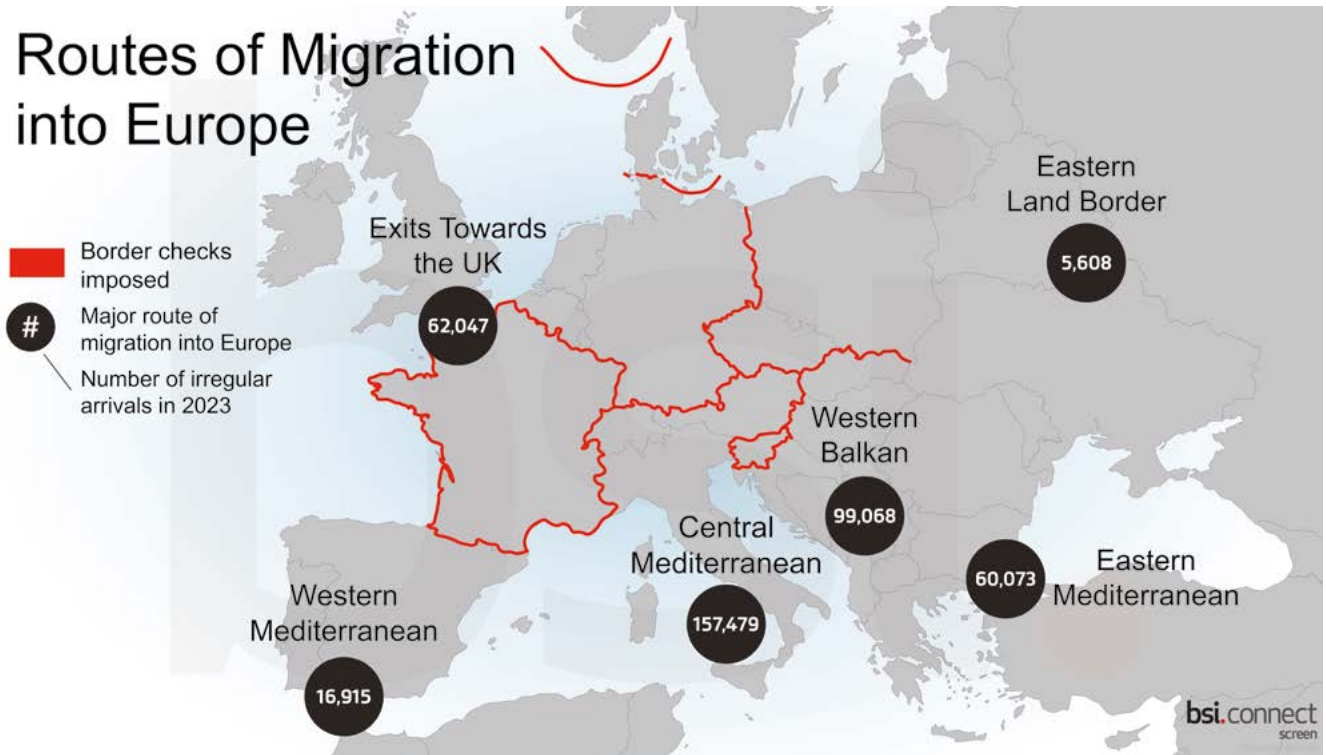 Routes of Migration
into Europe
Border checks
imposed
#
Major route of
migration into Europe
Number of irregular
arrivals in 2023
Exits Towards
the UK
62,047
Eastern
Land Border
5,608
Western
Balkan
99,068
Central
Mediterranean
157,479
60,073
Eastern
Mediterranean
Western
Mediterranean
16,915
bsi.connect
screen
bsi